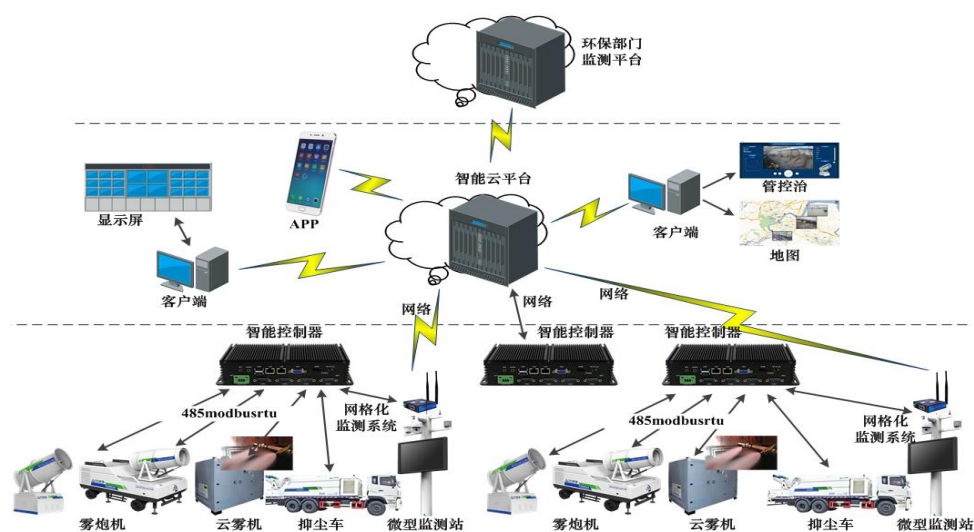 环保部门
监测平台
智能云平台
显示屏
APP
客户端
管控治
地图
客户端
网络
网络
网络
智能控制器
智能控制器
智能控制器
485modbusrtu
网格化
监测系统
485modbusrtu
网格化
监测系统
雾炮机
云雾机
抑尘车
微型监测站
雾炮机
云雾机
抑尘车
微型监测站